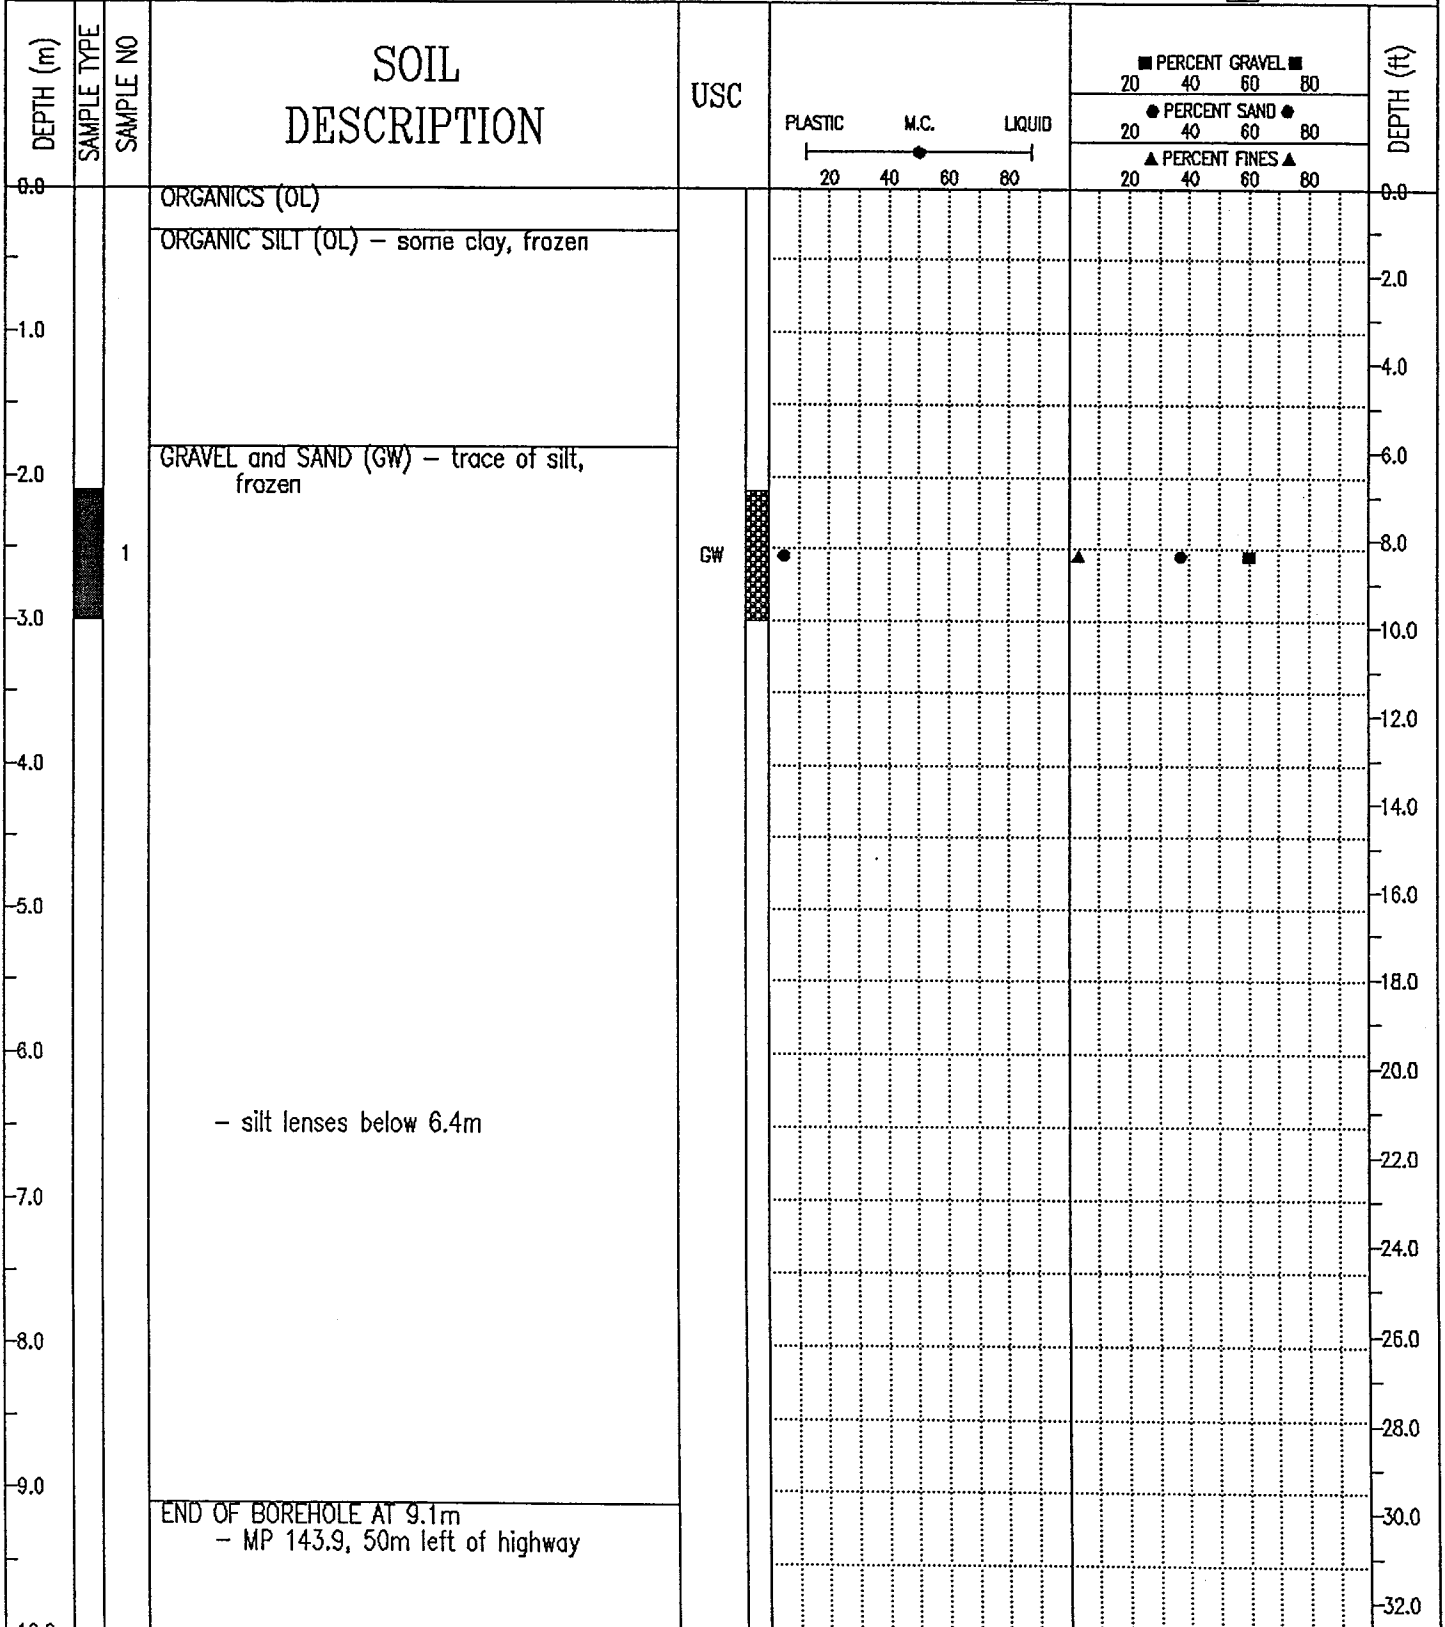 DEPTH (m)
SAMPLE TYPE
SAMPLE NO
SOIL
DESCRIPTION
USC
PLASTIC M.C. LIQUID
20 40 60 80
■ PERCENT GRAVEL ■
20 40 60 80
● PERCENT SAND ●
20 40 60 80
▲ PERCENT FINES ▲
20 40 60 80
DEPTH (ft)
0.0
ORGANICS (OL)
0.0
ORGANIC SILT (OL) – some clay, frozen
2.0
1.0
4.0
GRAVEL and SAND (GW) – trace of silt,
frozen
6.0
2.0
1
GW
8.0
3.0
10.0
12.0
4.0
14.0
5.0
16.0
18.0
6.0
20.0
– silt lenses below 6.4m
22.0
7.0
24.0
8.0
26.0
28.0
9.0
END OF BOREHOLE AT 9.1m
– MP 143.9, 50m left of highway
30.0
32.0